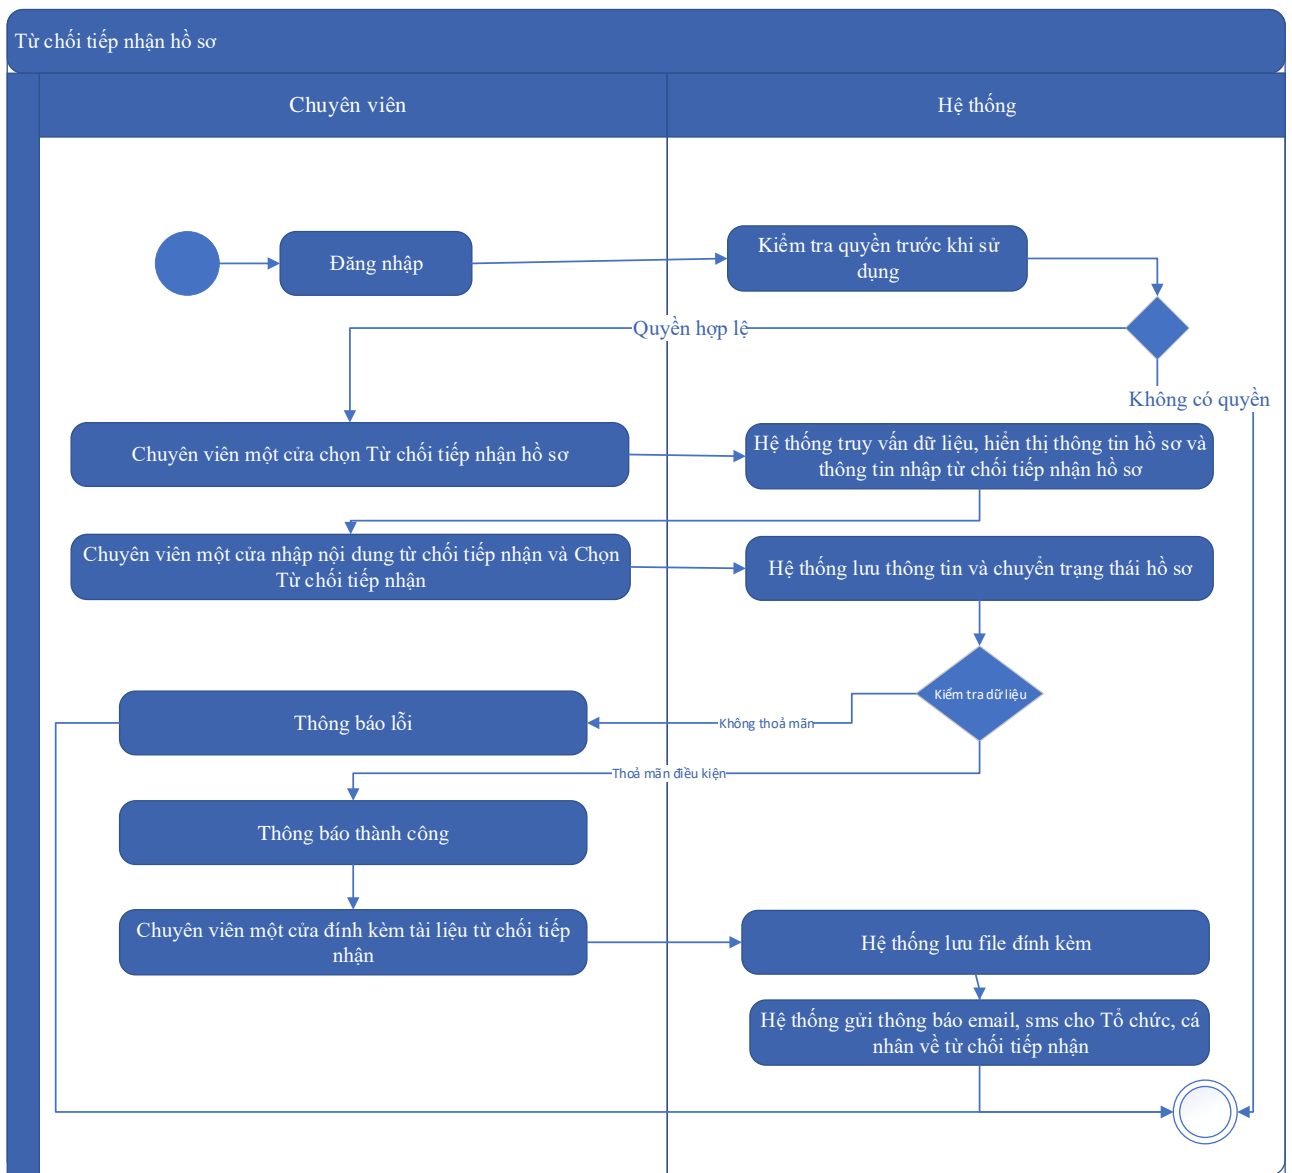 Từ chối tiếp nhận hồ sơ
Chuyên viên
Hệ thống
Đăng nhập
Kiểm tra quyền trước khi sử
dụng
Quyền hợp lệ
Không có quyền
Chuyên viên một cửa chọn Từ chối tiếp nhận hồ sơ
Hệ thống truy vấn dữ liệu, hiển thị thông tin hồ sơ và
thông tin nhập từ chối tiếp nhận hồ sơ
Chuyên viên một cửa nhập nội dung từ chối tiếp nhận và Chọn
Từ chối tiếp nhận
Hệ thống lưu thông tin và chuyển trạng thái hồ sơ
Kiểm tra dữ liệu
Thông báo lỗi
Không thoả mãn
Thoả mãn điều kiện
Thông báo thành công
Chuyên viên một cửa đính kèm tài liệu từ chối tiếp
nhận
Hệ thống lưu file đính kèm
Hệ thống gửi thông báo email, sms cho Tổ chức, cá
nhân về từ chối tiếp nhận